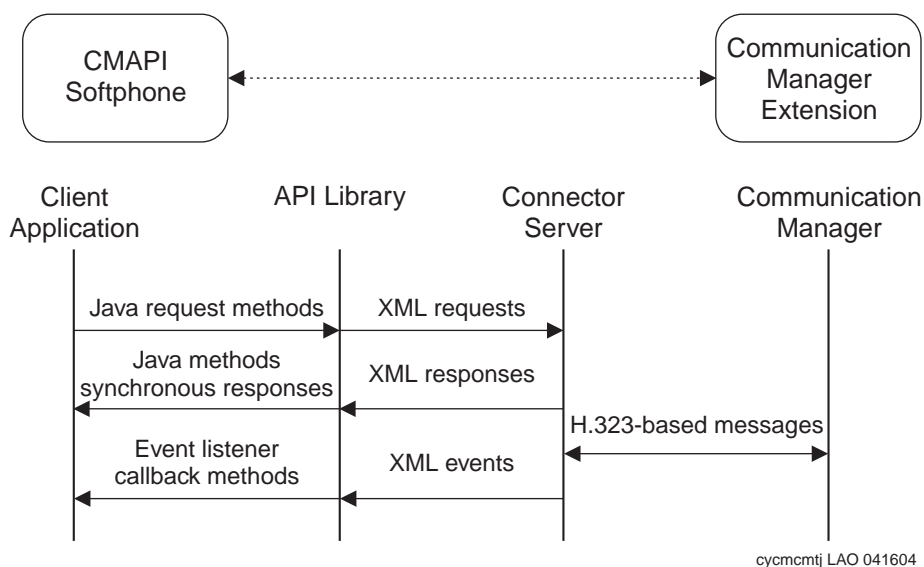 CMAPI
Softphone
Communication
Manager
Extension
Client
Application
API Library
Connector
Server
Communication
Manager
Java request methods
XML requests
Java methods
synchronous responses
XML responses
H.323-based messages
Event listener
callback methods
XML events
cycmcmtj LAO 041604